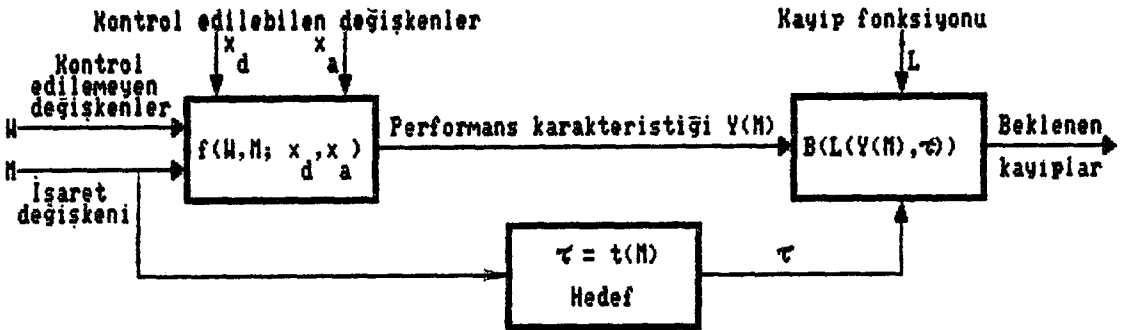 Kontrol edilebilen değişkenler
x d
x a
Kayıp fonksiyonu
L
Kontrol
edilemeyen
değişkenler
W
M
İşaret
değişkeni
f(W,M; x d,x a)
Performans karakteristiği Y(M)
B(L(Y(M),τ))
Beklenen
kayıplar
τ = t(M)
Hedef
τ